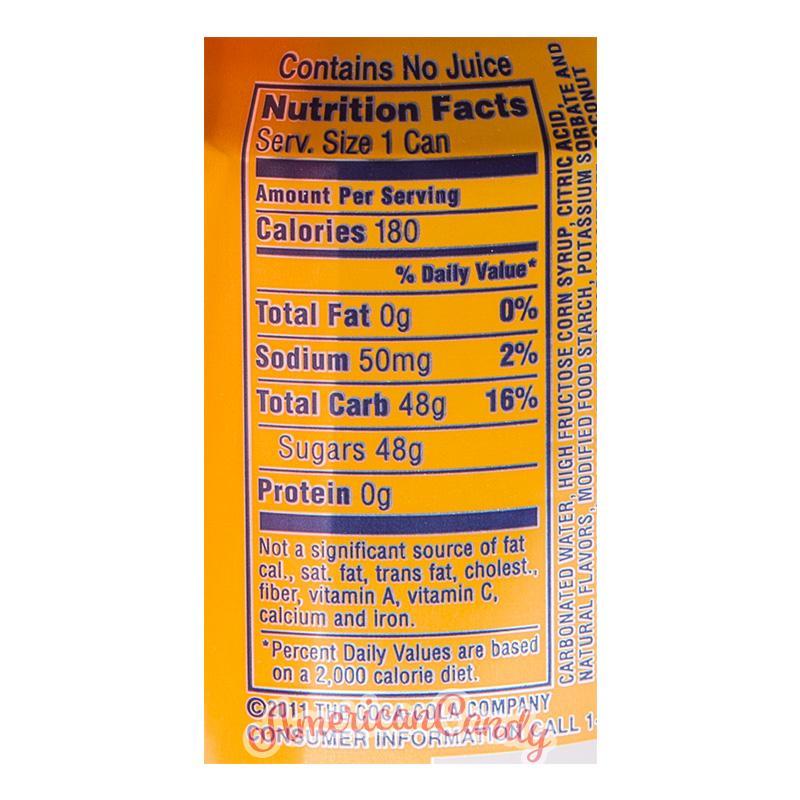 Contains No Juice
Nutrition Facts
Serv. Size 1 Can
Amount Per Serving
Calories 180
% Daily Value*
Total Fat 0g 0%
Sodium 50mg 2%
Total Carb 48g 16%
Sugars 48g
Protein 0g
Not a significant source of fat
cal., sat. fat, trans fat, cholest.,
fiber, vitamin A, vitamin C,
calcium and iron.
*Percent Daily Values are based
on a 2,000 calorie diet.
©2011 THE COCA-COLA COMPANY
CONSUMER INFORMATION CALL 1-
AmericanCandy
CARBONATED WATER, HIGH FRUCTOSE CORN SYRUP, CITRIC ACID,
NATURAL FLAVORS, MODIFIED FOOD STARCH, POTASSIUM SORBATE AND
COCONUT